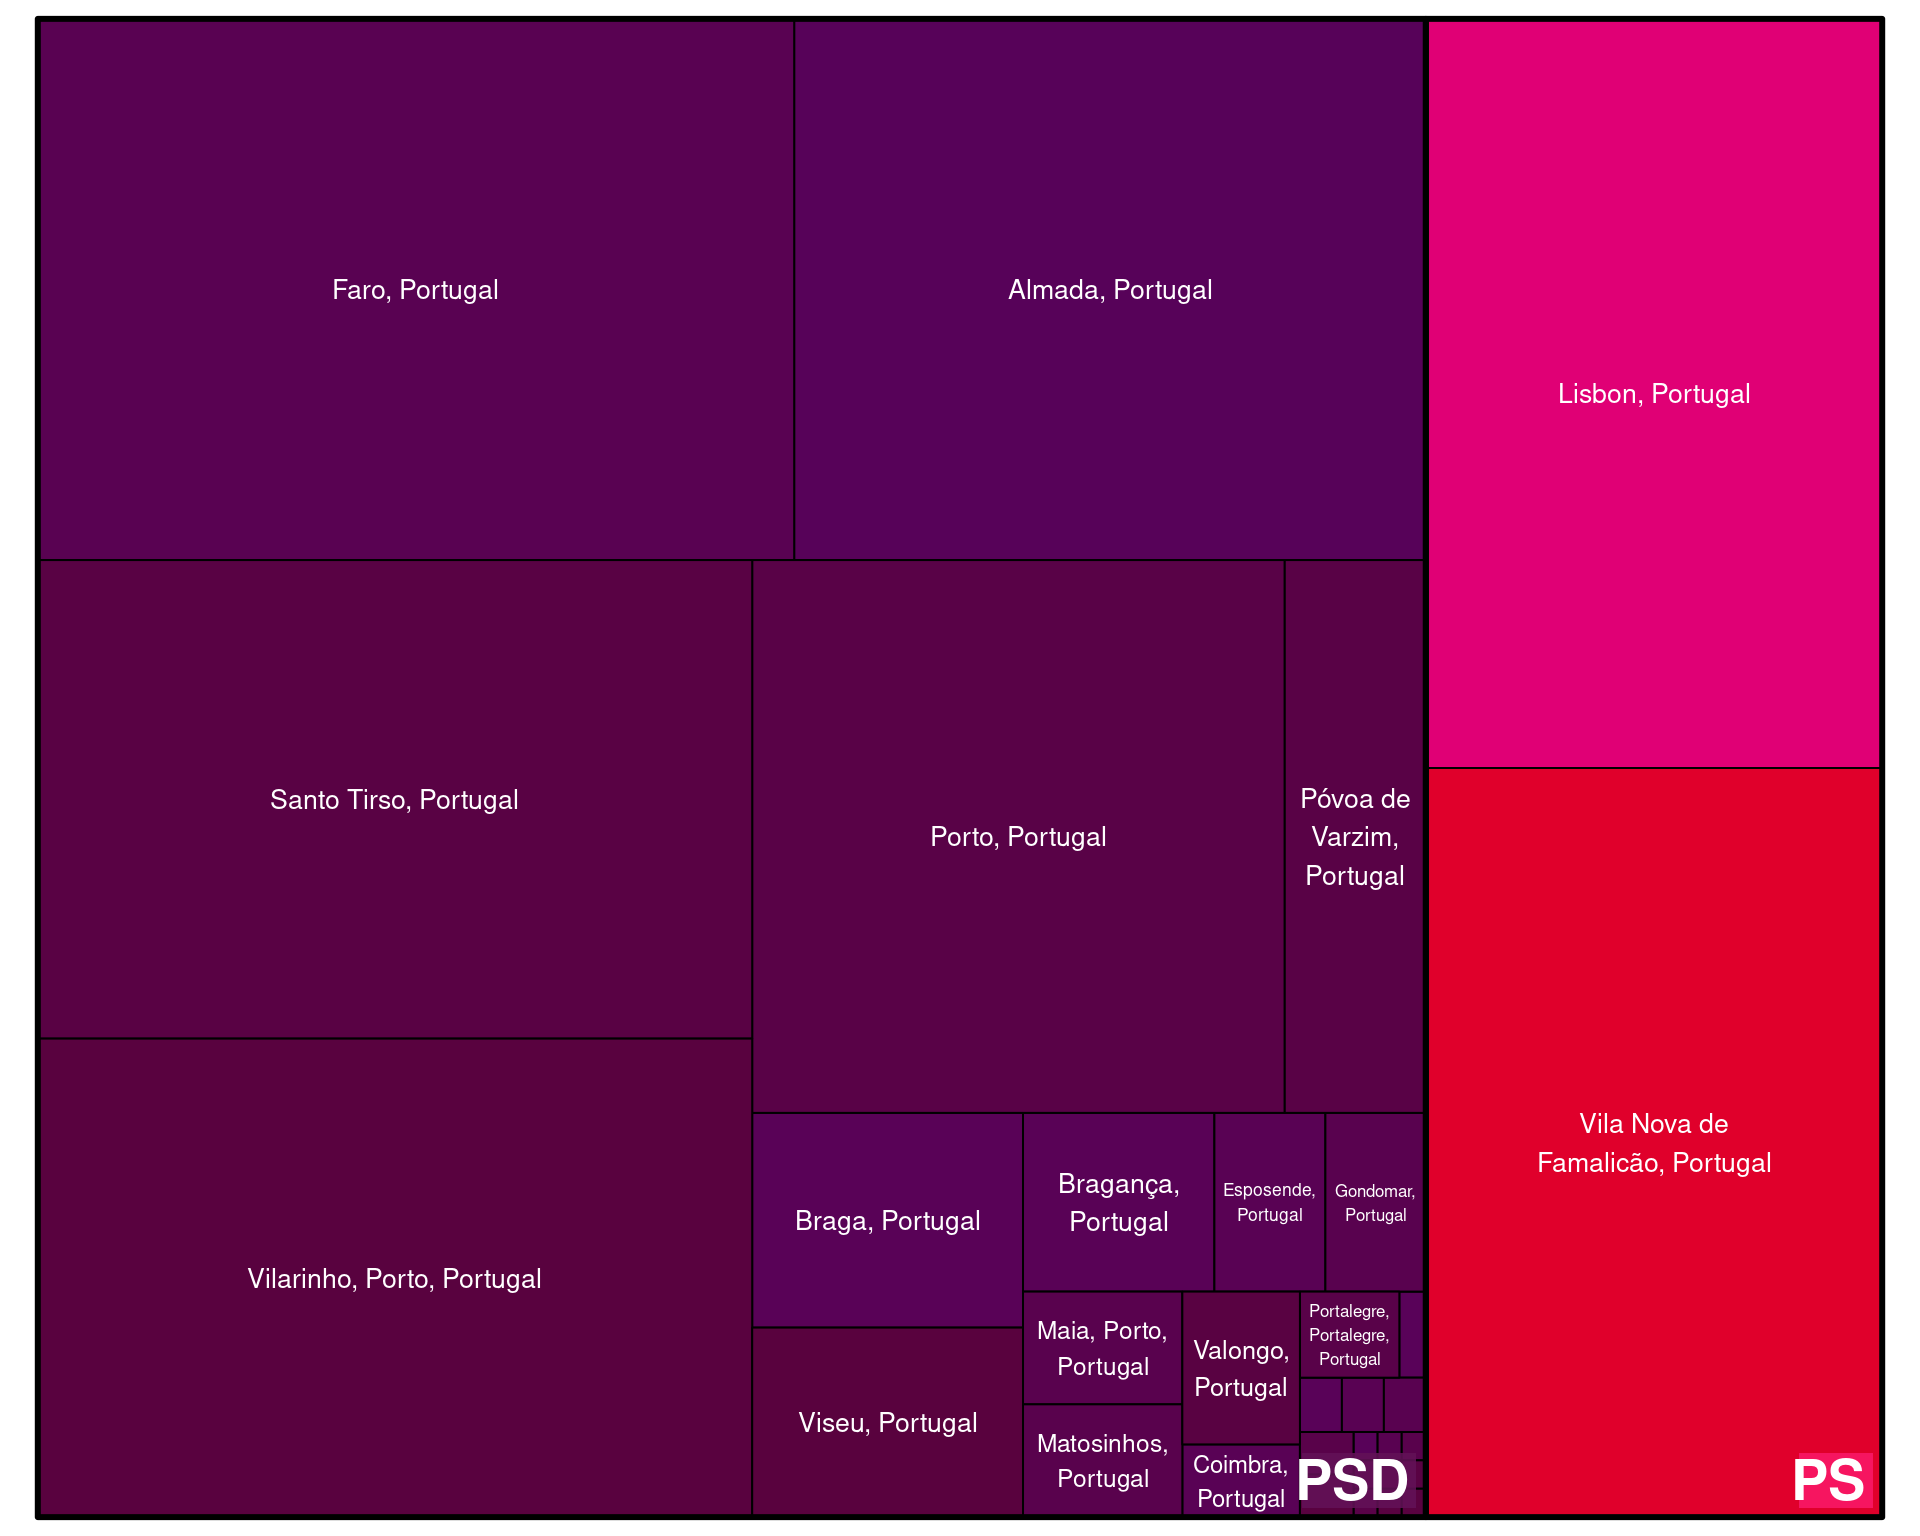 Faro, Portugal
Almada, Portugal
Lisbon, Portugal
Santo Tirso, Portugal
Porto, Portugal
Póvoa de
Varzim,
Portugal
Vila Nova de
Famalicão, Portugal
Vilarinho, Porto, Portugal
Braga, Portugal
Bragança,
Portugal
Esposende,
Portugal
Gondomar,
Portugal
Viseu, Portugal
Maia, Porto,
Portugal
Matosinhos,
Portugal
Valongo,
Portugal
Coimbra,
Portugal
Portalegre,
Portalegre,
Portugal
PSD
PS